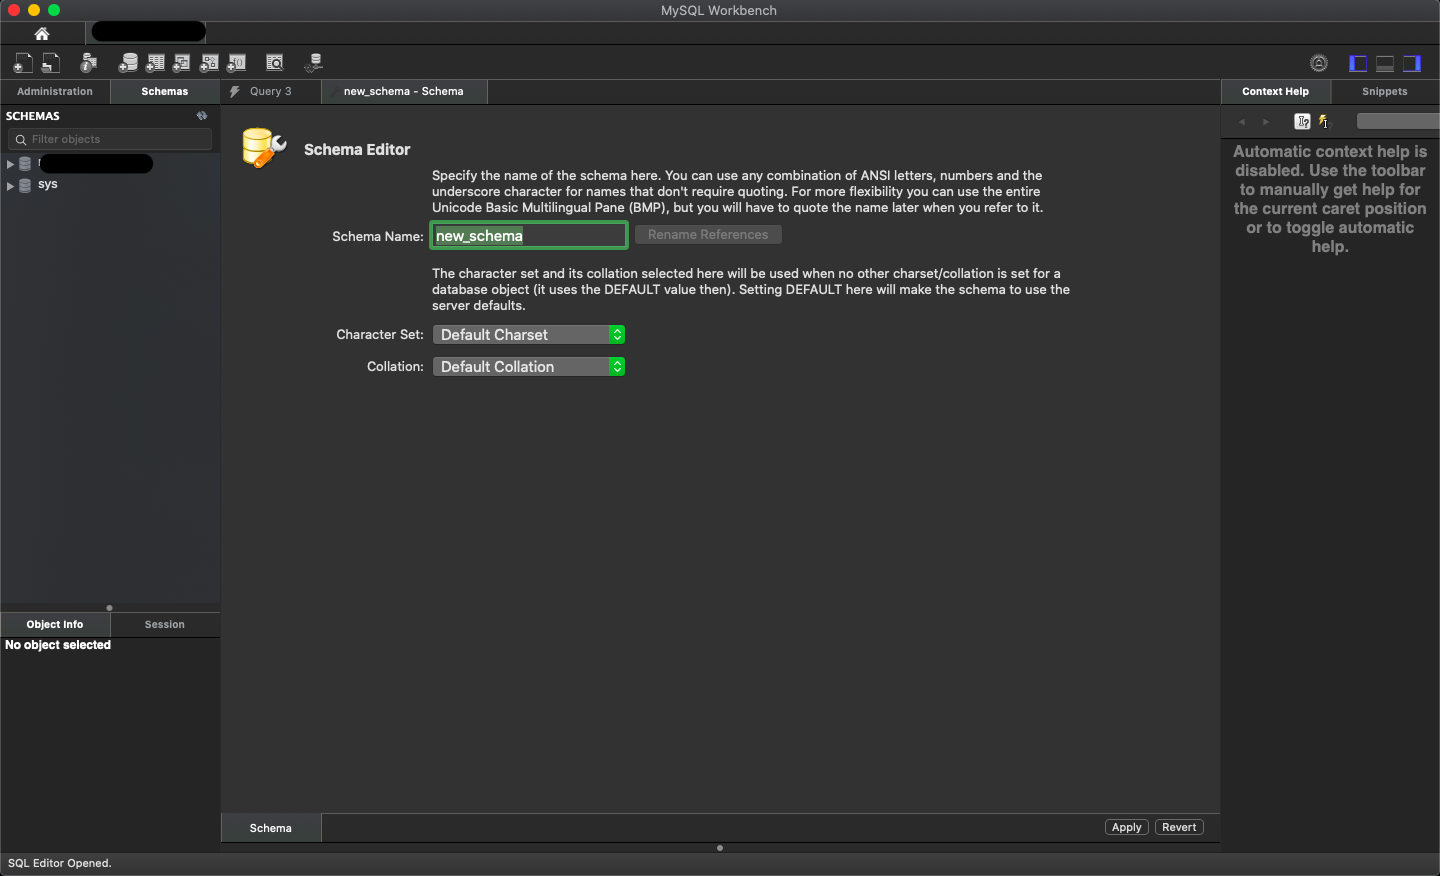 MySQL Workbench
Administration
Schemas
Query 3
new_schema - Schema
Context Help
Snippets
SCHEMAS
Filter objects
sys
Schema Editor
Specify the name of the schema here. You can use any combination of ANSI letters, numbers and the
underscore character for names that don't require quoting. For more flexibility you can use the entire
Unicode Basic Multilingual Pane (BMP), but you will have to quote the name later when you refer to it.
Schema Name: new_schema Rename References
The character set and its collation selected here will be used when no other charset/collation is set for a
database object (it uses the DEFAULT value then). Setting DEFAULT here will make the schema to use the
server defaults.
Character Set: Default Charset
Collation: Default Collation
Automatic context help is
disabled. Use the toolbar
to manually get help for
the current caret position
or to toggle automatic
help.
Object Info
Session
No object selected
Schema
Apply
Revert
SQL Editor Opened.